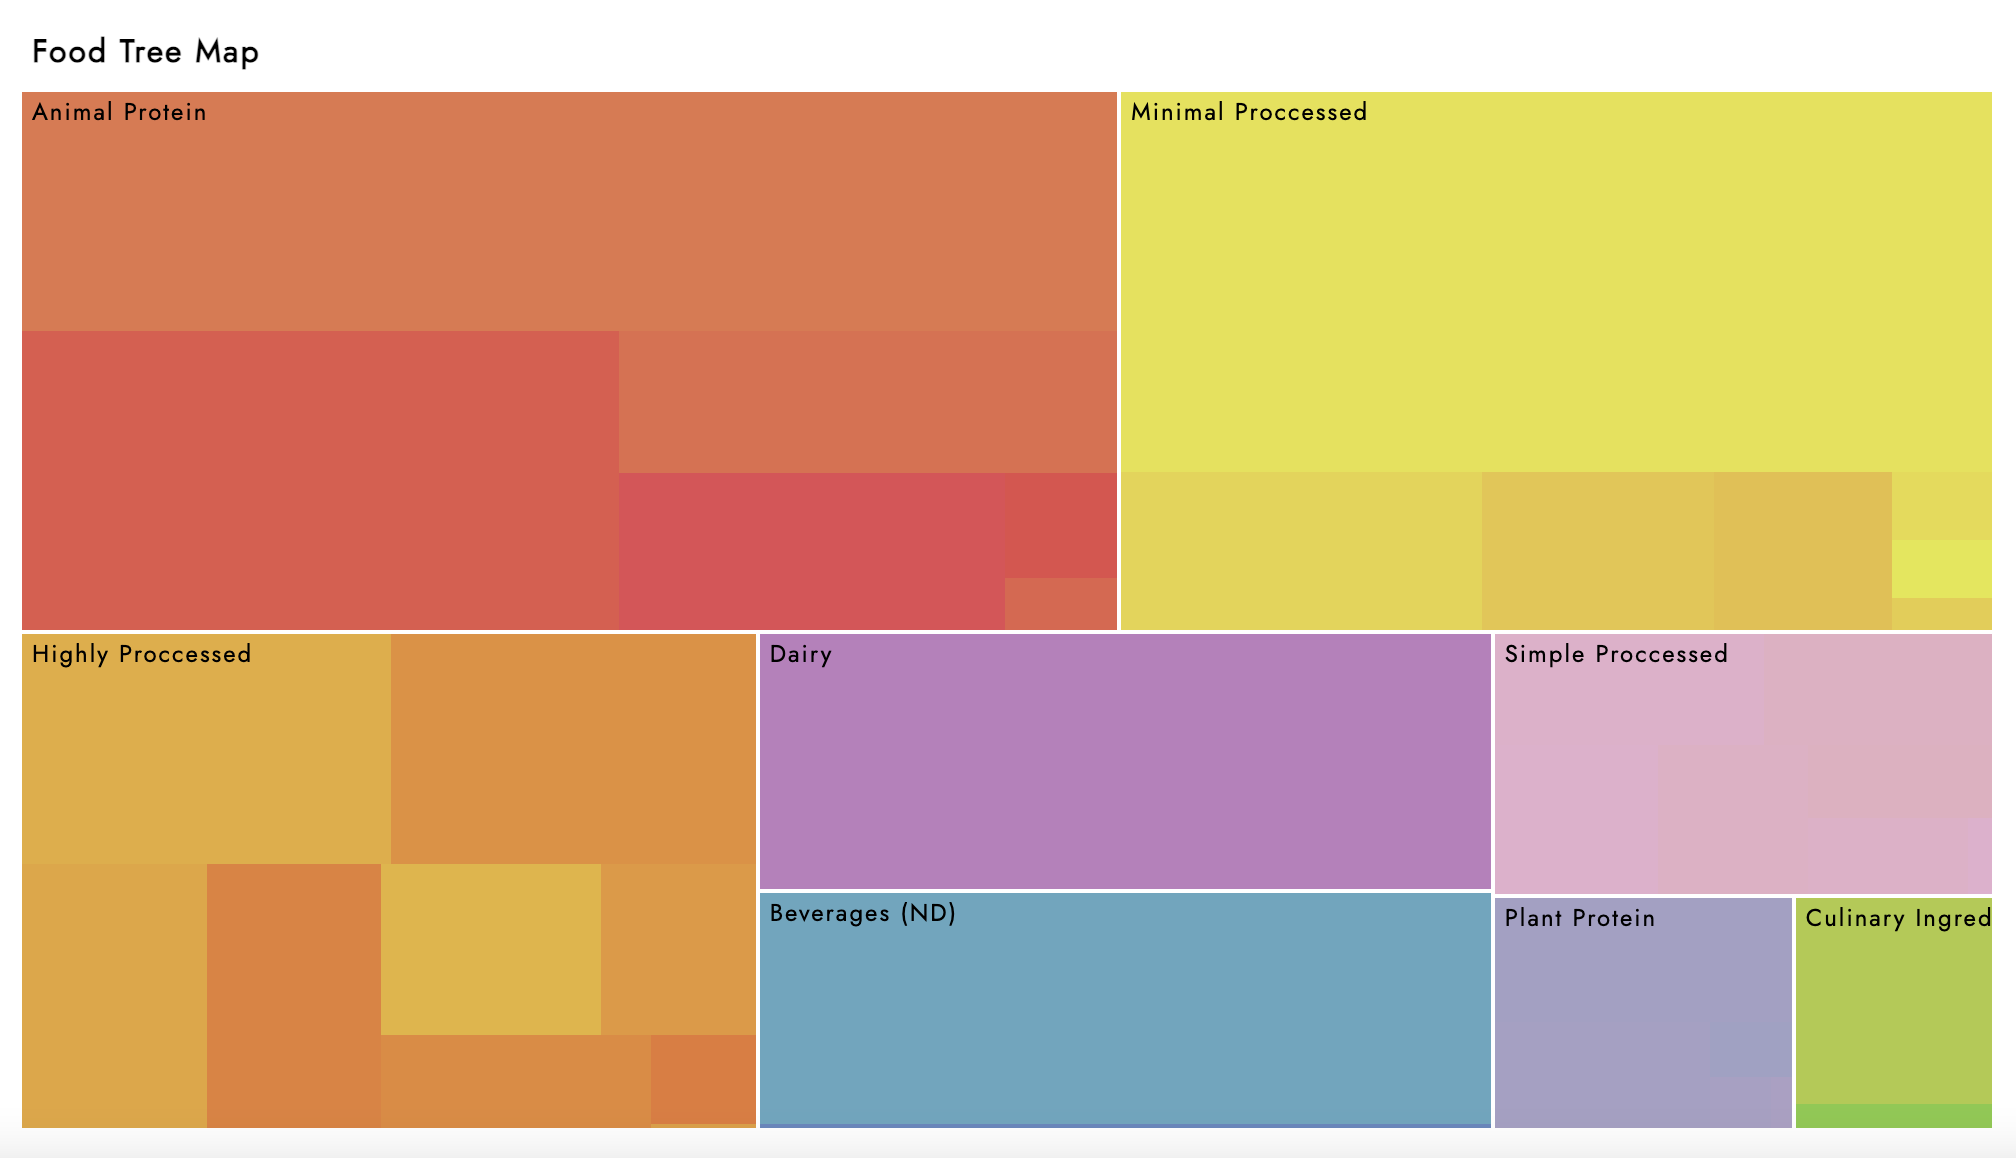 Food Tree Map
Animal Protein
Minimal Proccessed
Highly Proccessed
Dairy
Simple Proccessed
Beverages (ND)
Plant Protein
Culinary Ingred